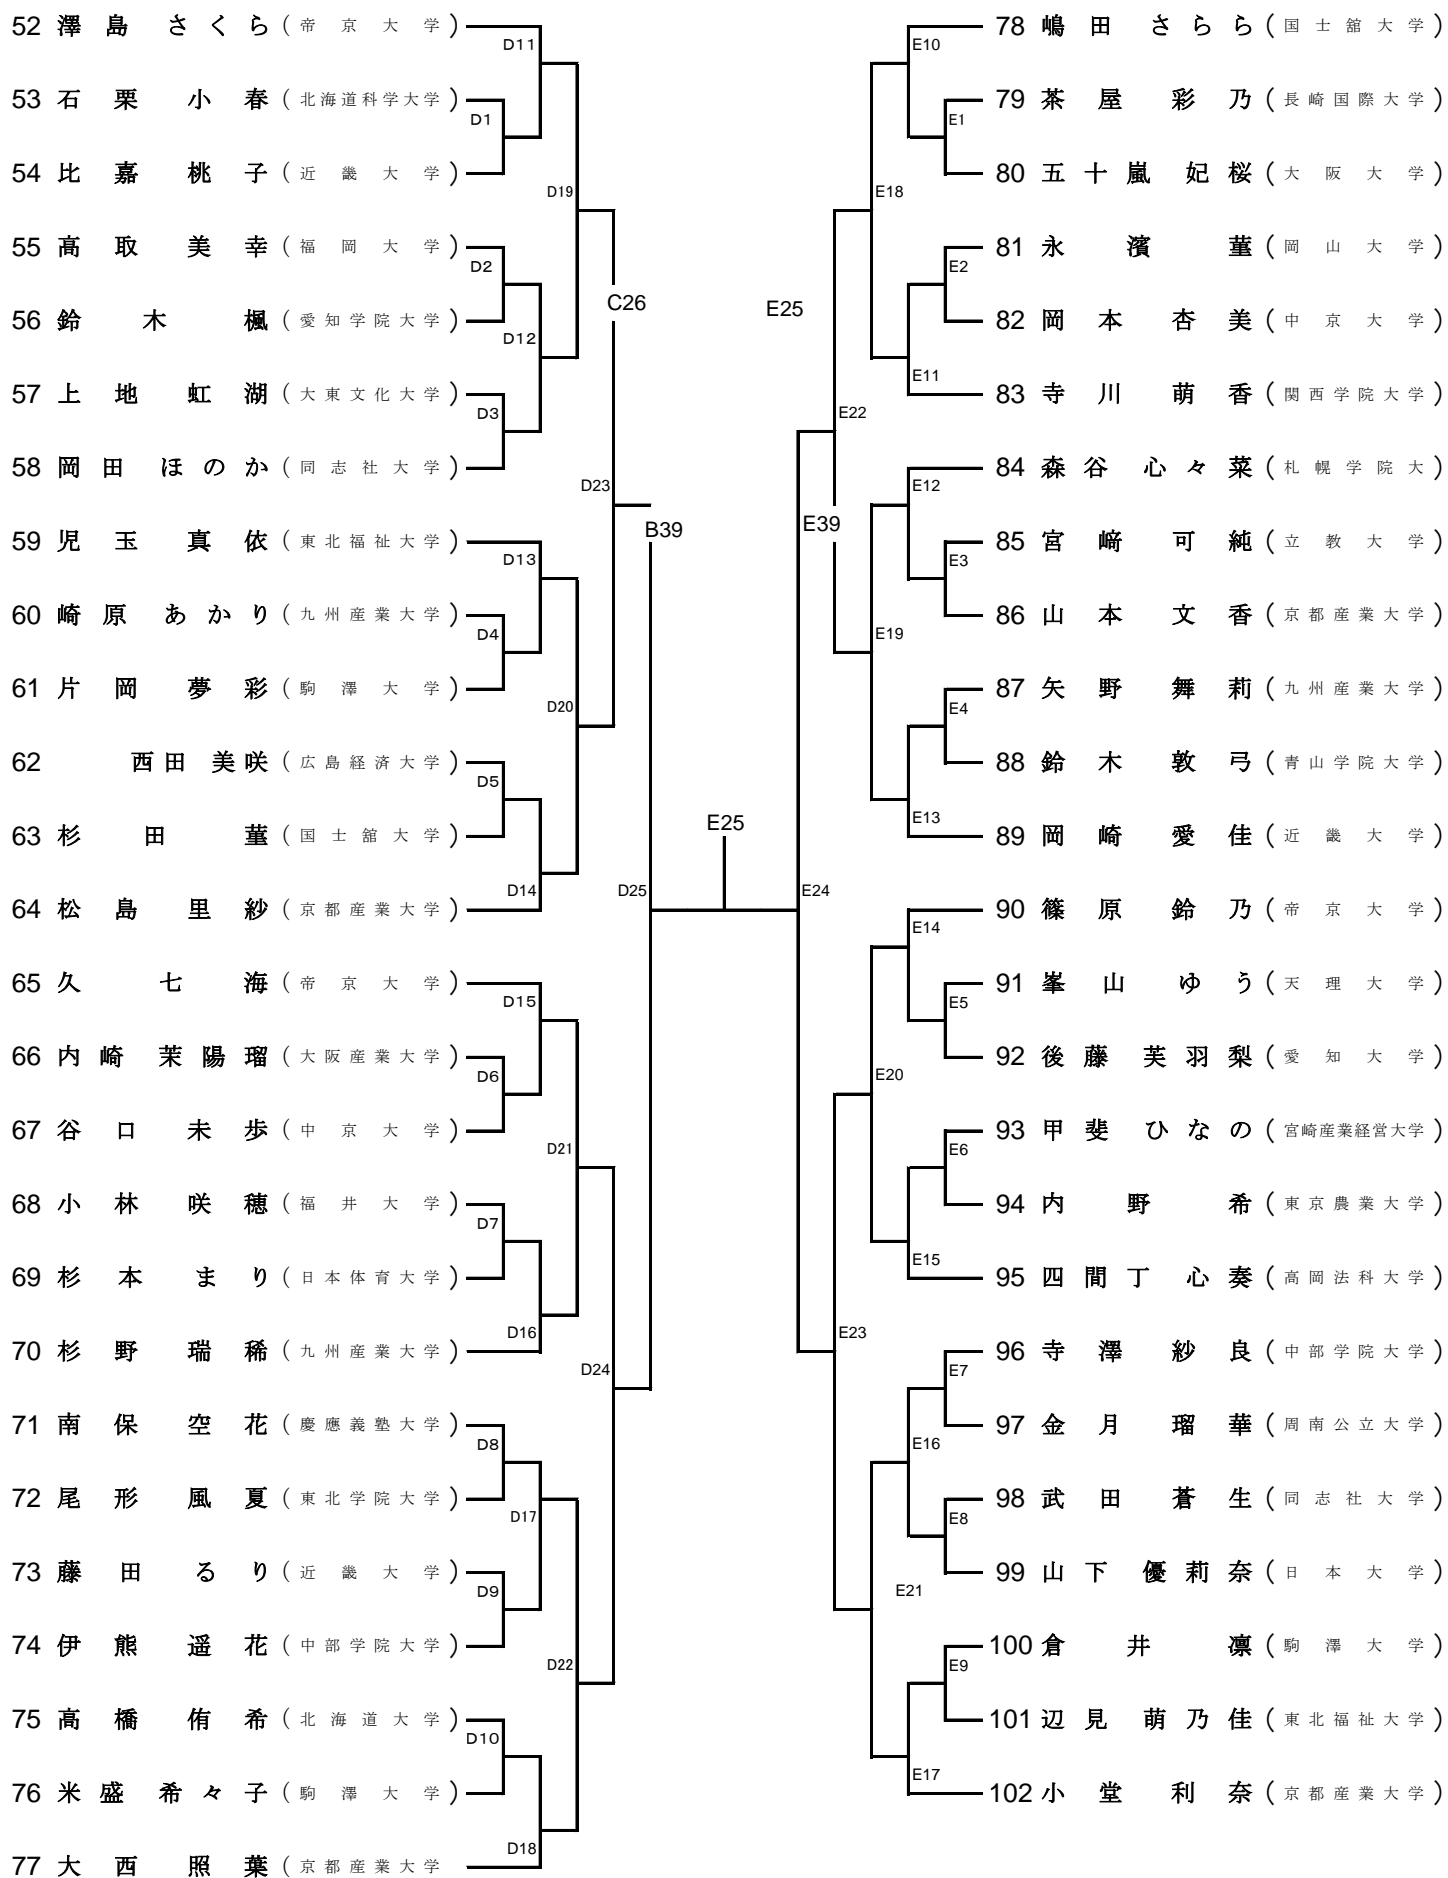 52 澤島 さくら (帝京大学)
D11
53 石栗 小春 (北海道科学大学)
D1
54 比嘉 桃子 (近畿大学)
D19
55 髙取 美幸 (福岡大学)
D2
C26
56 鈴木 楓 (愛知学院大学)
D12
57 上地 虹湖 (大東文化大学)
D3
58 岡田 ほのか (同志社大学)
D23
B39
59 児玉 真依 (東北福祉大学)
D13
60 崎原 あかり (九州産業大学)
D4
61 片岡 夢彩 (駒澤大学)
D20
62 西田 美咲 (広島経済大学)
D5
63 杉田 菫 (国士舘大学)
D14
D25
64 松島 里紗 (京都産業大学)
65 久 七海 (帝京大学)
D15
66 内崎 茉陽瑠 (大阪産業大学)
D6
67 谷口 未歩 (中京大学)
D21
68 小林 咲穂 (福井大学)
D7
69 杉本 まり (日本体育大学)
D16
70 杉野 瑞稀 (九州産業大学)
D24
71 南保 空花 (慶應義塾大学)
D8
72 尾形 風夏 (東北学院大学)
D17
73 藤田 るり (近畿大学)
D9
74 伊熊 遥花 (中部学院大学)
D22
75 高橋 侑希 (北海道大学)
D10
76 米盛 希々子 (駒澤大学)
D18
77 大西 照葉 (京都産業大学
E25
78 嶋田 さらら (国士舘大学)
E10
79 茶屋 彩乃 (長崎国際大学)
E1
80 五十嵐 妃桜 (大阪大学)
E18
81 永濱 菫 (岡山大学)
E2
E25
82 岡本 杏美 (中京大学)
E11
83 寺川 萌香 (関西学院大学)
E22
84 森谷 心々菜 (札幌学院大)
E12
E39
85 宮﨑 可純 (立教大学)
E3
86 山本 文香 (京都産業大学)
E19
87 矢野 舞莉 (九州産業大学)
E4
88 鈴木 敦弓 (青山学院大学)
E13
89 岡崎 愛佳 (近畿大学)
E24
90 篠原 鈴乃 (帝京大学)
E14
91 峯山 ゆう (天理大学)
E5
92 後藤 芙羽梨 (愛知大学)
E20
93 甲斐 ひなの (宮崎産業経営大学)
E6
94 内野 希 (東京農業大学)
E15
95 四間丁 心奏 (高岡法科大学)
E23
96 寺澤 紗良 (中部学院大学)
E7
97 金月 瑠華 (周南公立大学)
E16
98 武田 蒼生 (同志社大学)
E8
99 山下 優莉奈 (日本大学)
E21
100 倉井 凛 (駒澤大学)
E9
101 辺見 萌乃佳 (東北福祉大学)
E17
102 小堂 利奈 (京都産業大学)